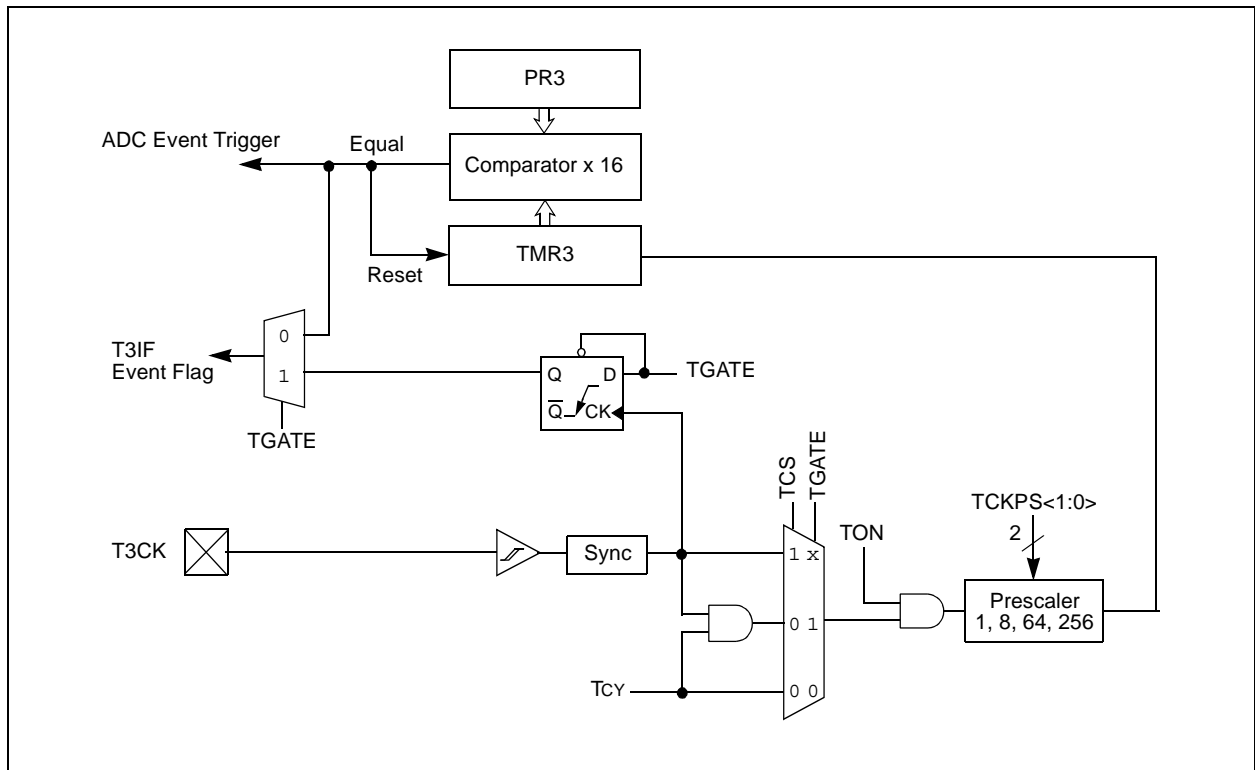 PR3
ADC Event Trigger
Equal
Comparator x 16
TMR3
Reset
0
T3IF
Event Flag
1
TGATE
Q D
Q̅ CK
TGATE
TCS
TGATE
TCKPS<1:0>
2
TON
T3CK
Sync
1 x
Prescaler
1, 8, 64, 256
0 1
TCY
0 0